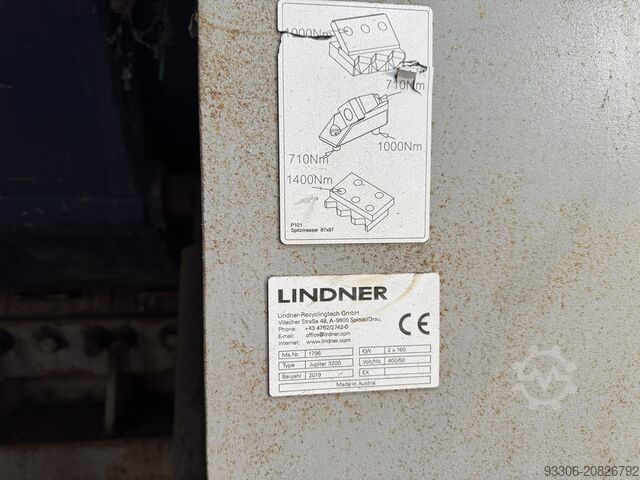 1000Nm
710Nm
710Nm
1000Nm
1400Nm
P101
Spitzmesser 87x87
LINDNER
Lindner-Recyclingtech GmbH
Villacher Straße 48, A-9800 Spittal/Drau
Phone: +43 4762/2742-0
E-mail: office@lindner.com
Internet: www.lindner.com
CE
Ma.Nr. 1796 KW 2 x 160
Type Jupiter 3200 Volt/Hz 400/50
Baujahr 2019 EX
Made in Austria
93306-20826792